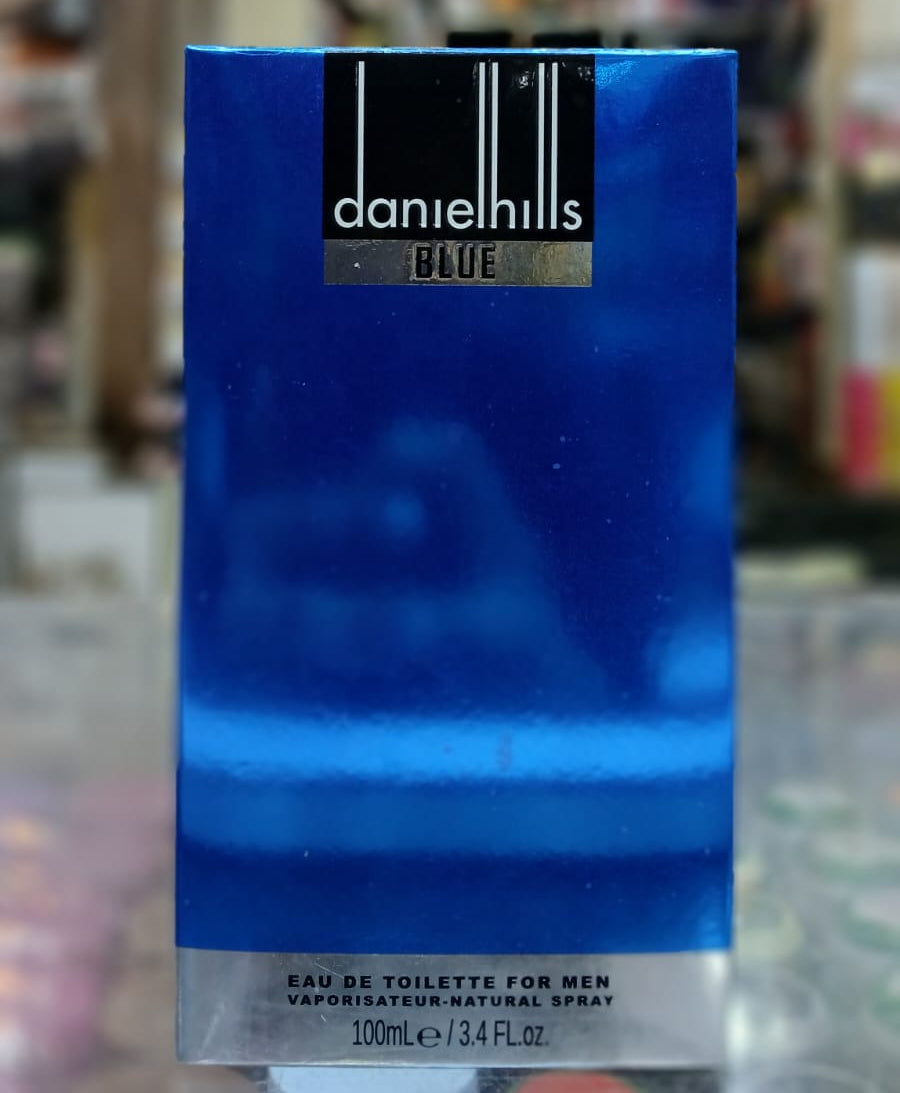 danielhills
BLUE
EAU DE TOILETTE FOR MEN
VAPORISATEUR-NATURAL SPRAY
100mL℮/3.4 FL.oz.